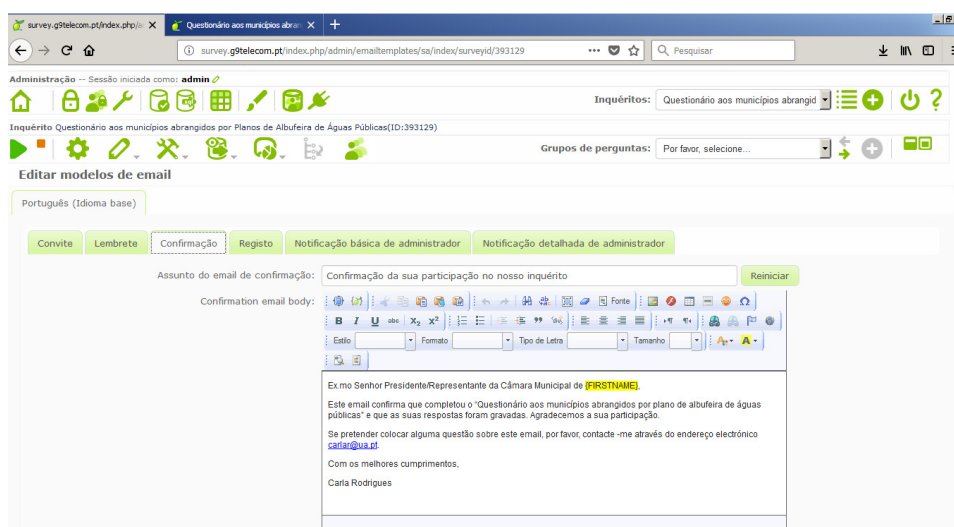 survey.g9telecom.pt/index.php/a
Questionário aos municípios abran
survey.g9telecom.pt/index.php/admin/emailtemplates/sa/index/surveyid/393129
Pesquisar
Administração -- Sessão iniciada como: admin
Inquéritos: Questionário aos municípios abrangid
Inquérito Questionário aos municípios abrangidos por Planos de Albufeira de Águas Públicas(ID:393129)
Grupos de perguntas: Por favor, selecione...
Editar modelos de email
Português (Idioma base)
Convite Lembrete Confirmação Registo Notificação básica de administrador Notificação detalhada de administrador
Assunto do email de confirmação: Confirmação da sua participação no nosso inquérito Reiniciar
Confirmation email body:
Fonte
B I U abc X₂ X²
Estilo Formato Tipo de Letra Tamanho
Ex.mo Senhor Presidente/Representante da Câmara Municipal de {FIRSTNAME},
Este email confirma que completou o "Questionário aos municípios abrangidos por plano de albufeira de águas
públicas" e que as suas respostas foram gravadas. Agradecemos a sua participação.
Se pretender colocar alguma questão sobre este email, por favor, contacte -me através do endereço electrónico
carlar@ua.pt.
Com os melhores cumprimentos,
Carla Rodrigues